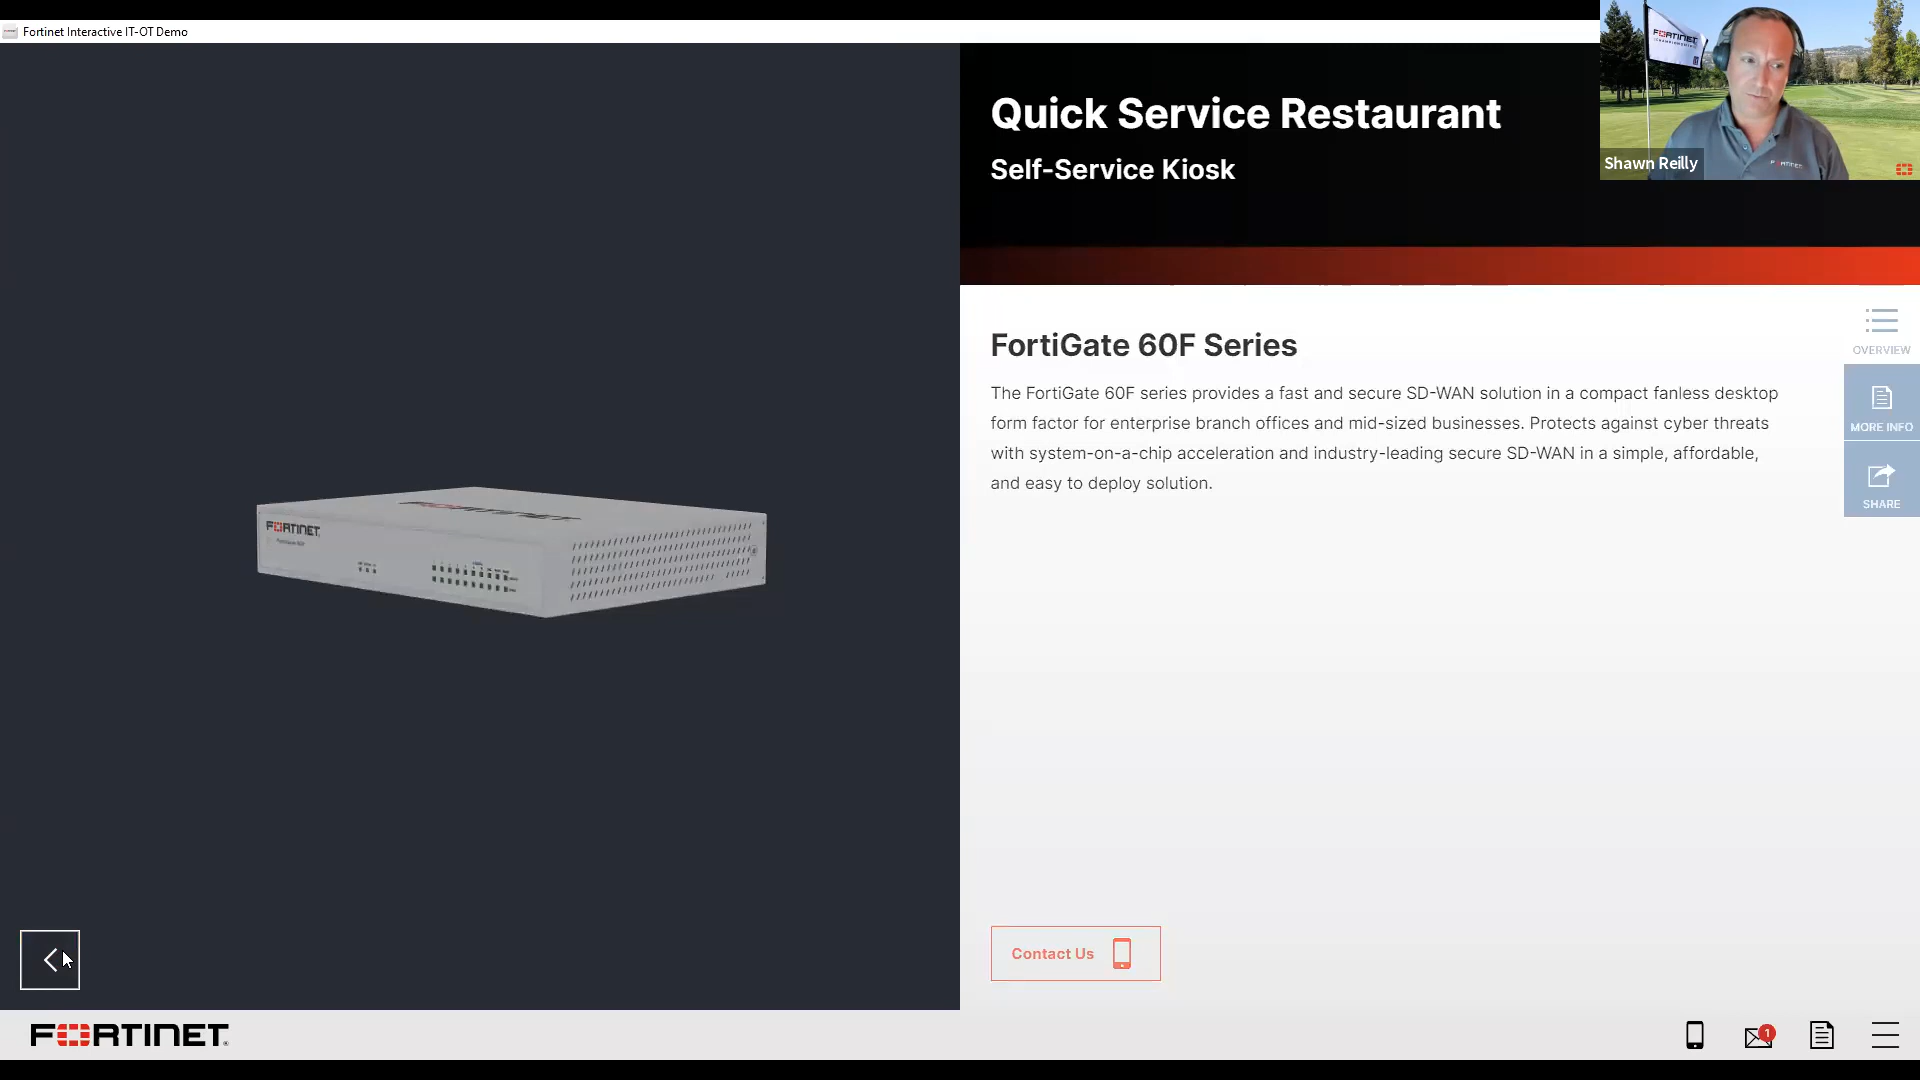 Fortinet Interactive IT-OT Demo
FORTINET
Shawn Reilly
Quick Service Restaurant
Self-Service Kiosk
FortiGate 60F Series
The FortiGate 60F series provides a fast and secure SD-WAN solution in a compact fanless desktop
form factor for enterprise branch offices and mid-sized businesses. Protects against cyber threats
with system-on-a-chip acceleration and industry-leading secure SD-WAN in a simple, affordable,
and easy to deploy solution.
OVERVIEW
MORE INFO
SHARE
FORTINET
FORTINET
Contact Us
FORTINET
1